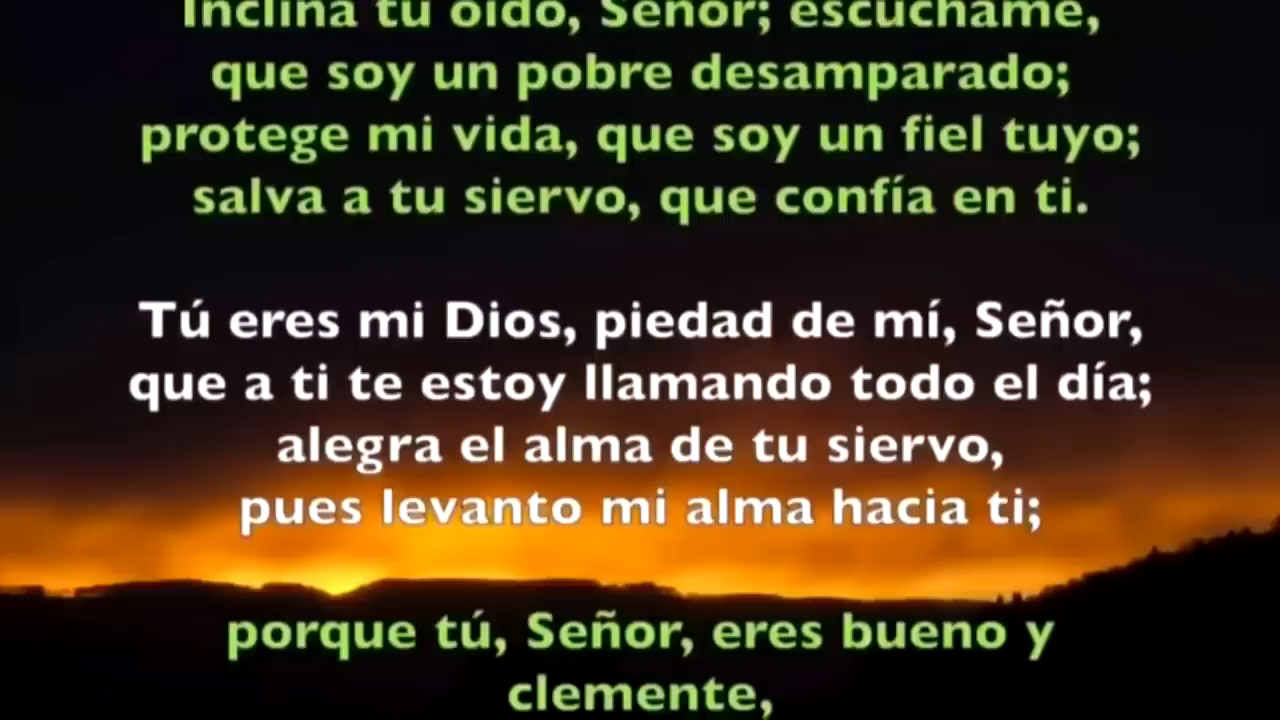 Inclina tu oído, Señor; escúchame,
que soy un pobre desamparado;
protege mi vida, que soy un fiel tuyo;
salva a tu siervo, que confía en ti.
Tú eres mi Dios, piedad de mí, Señor,
que a ti te estoy llamando todo el día;
alegra el alma de tu siervo,
pues levanto mi alma hacia ti;
porque tú, Señor, eres bueno y
clemente,